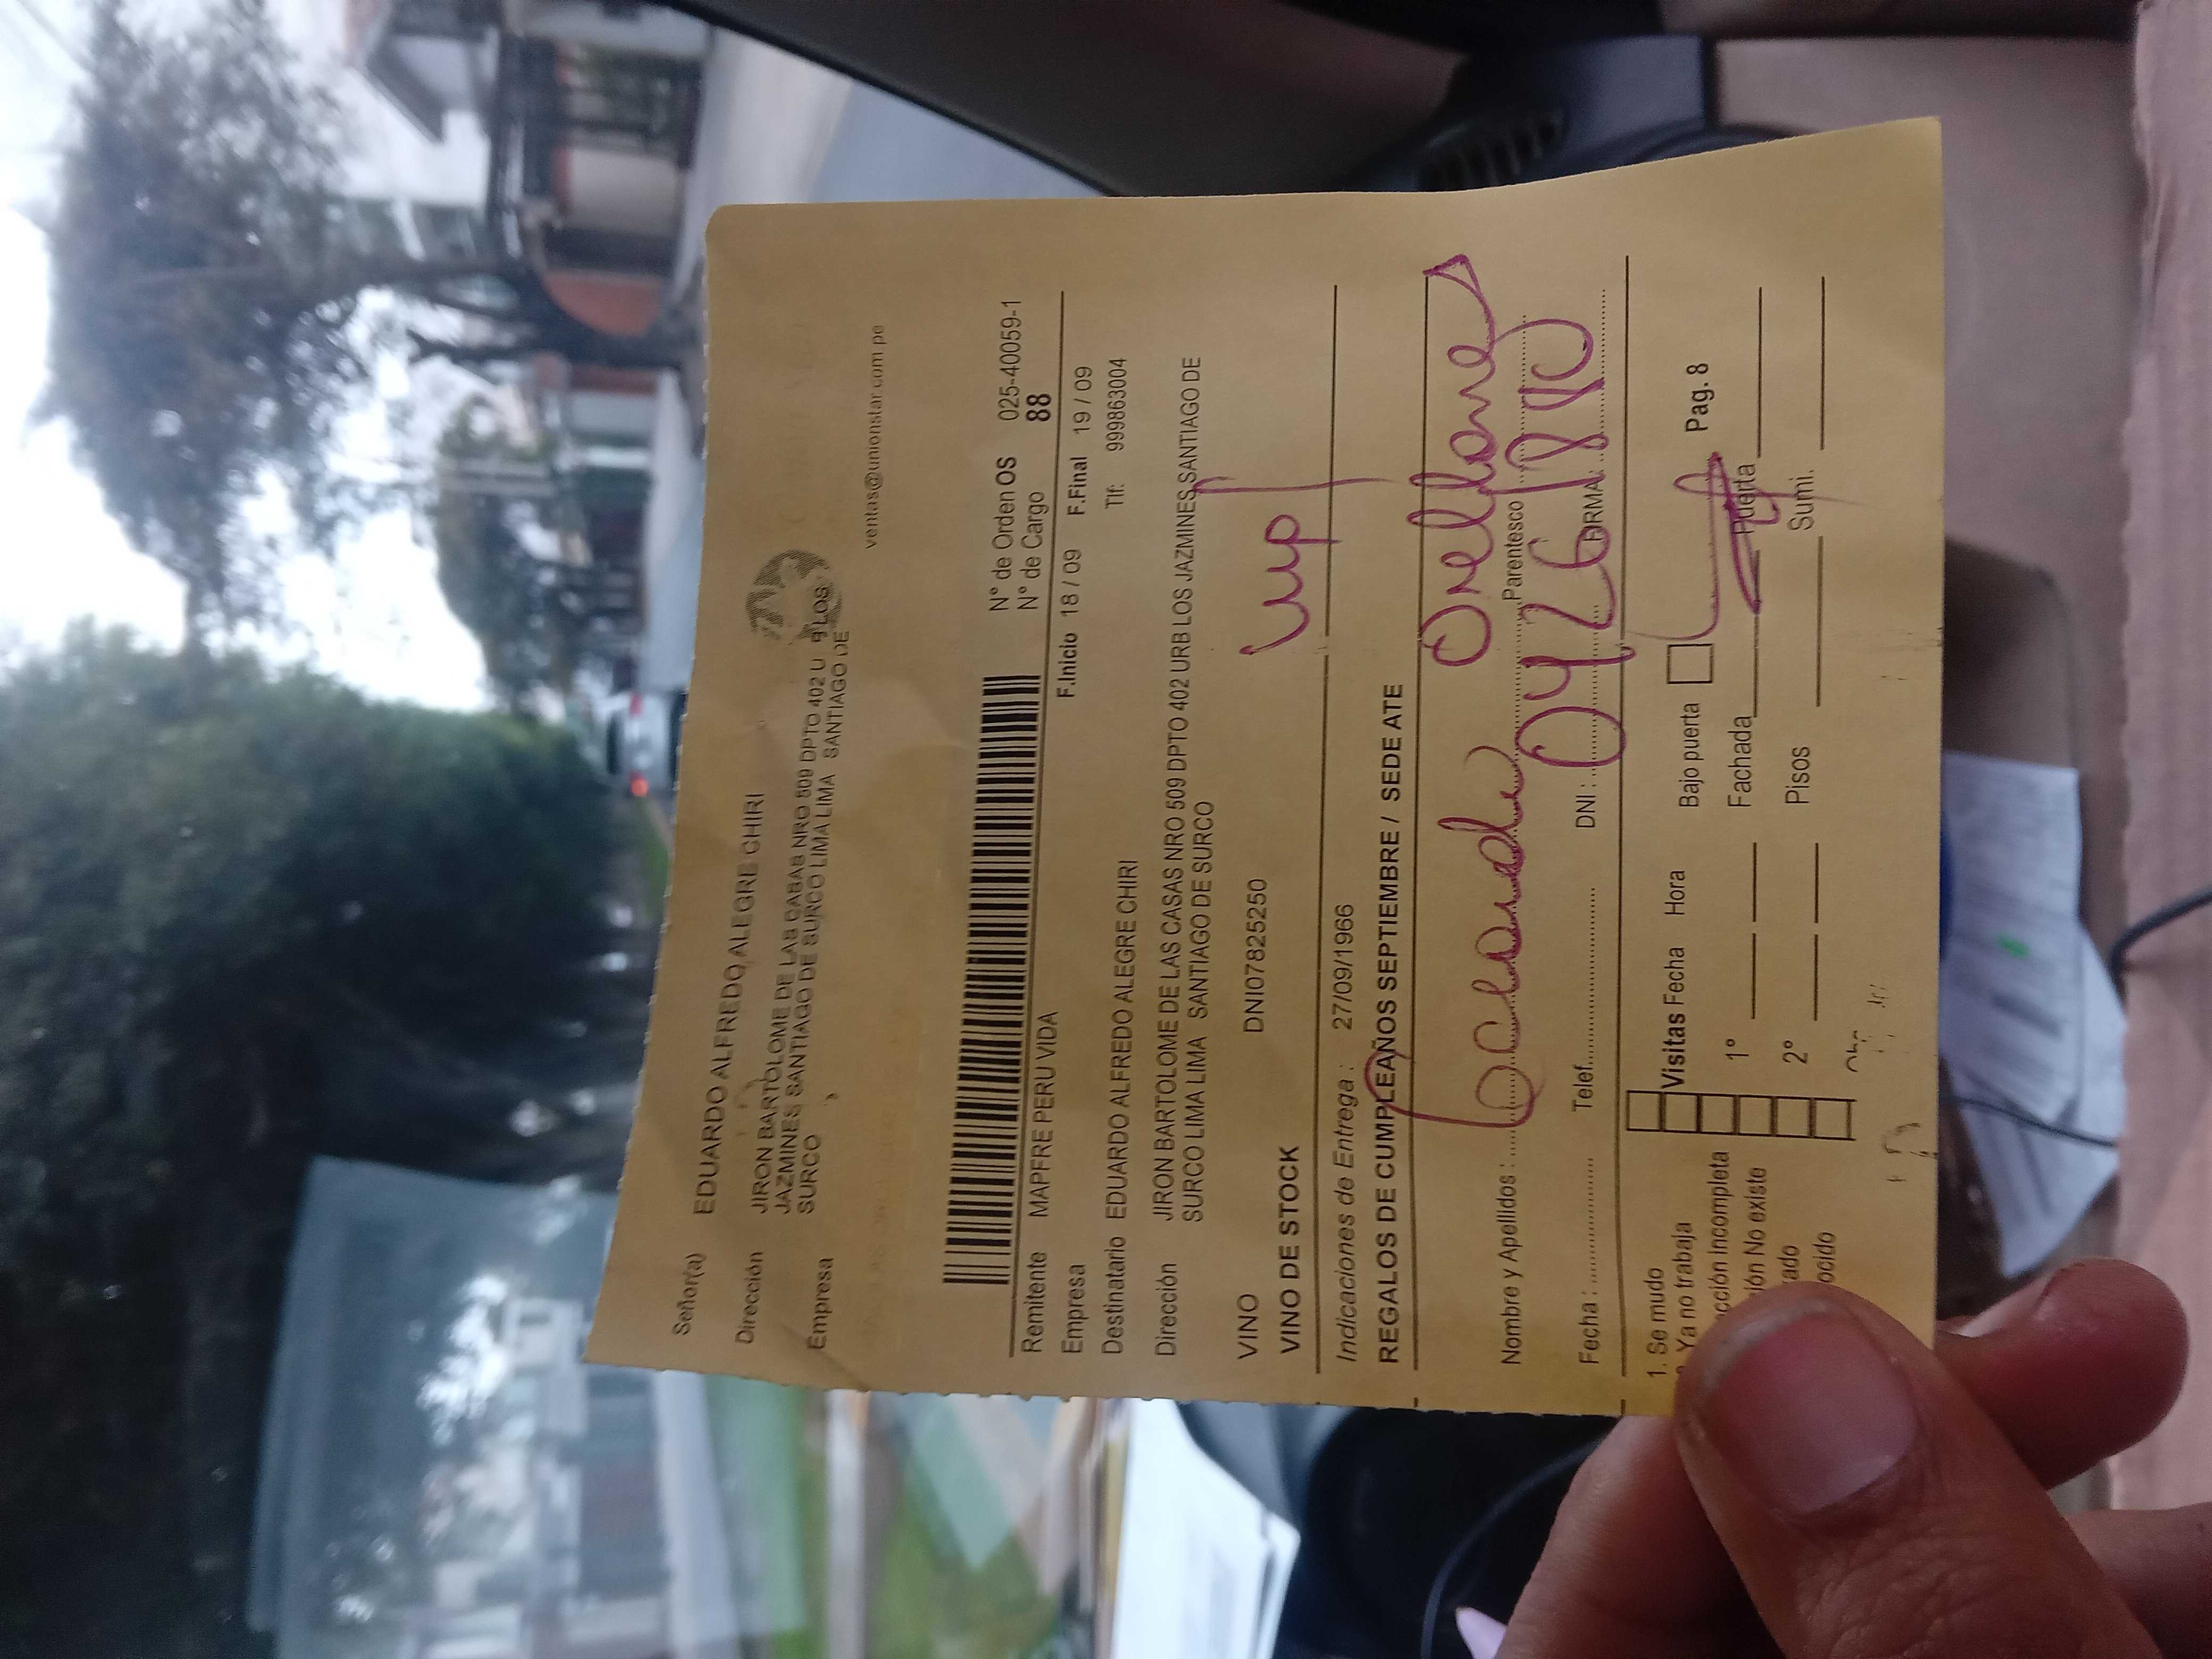 Señor(a) EDUARDO ALFREDO ALEGRE CHIRI
Dirección JIRON BARTOLOME DE LAS CASAS NRO 509 DPTO 402 U LOS
JAZMINES SANTIAGO DE SURCO LIMA LIMA SANTIAGO DE
Empresa SURCO
ventas@unionstar.com.pe
Nº de Orden OS 025-40059-1
Nº de Cargo 88
Remitente MAPFRE PERU VIDA
F.Inicio 18 / 09 F.Final 19 / 09
Empresa
Destinatario EDUARDO ALFREDO ALEGRE CHIRI Tlf: 999863004
Dirección JIRON BARTOLOME DE LAS CASAS NRO 509 DPTO 402 URB LOS JAZMINES SANTIAGO DE
SURCO LIMA LIMA SANTIAGO DE SURCO
VINO DNI07825250
VINO DE STOCK
Indicaciones de Entrega : 27/09/1966
REGALOS DE CUMPLEAÑOS SEPTIEMBRE / SEDE ATE
Nombre y Apellidos : Orellana Parentesco
Fecha : Telef. DNI : FIRMA:
1. Se mudo
Ya no trabaja Visitas Fecha Hora Bajo puerta Pag. 8
cción Incompleta 1º Fachada Puerta
ión No existe
ado 2º Pisos Sumi.
ocido